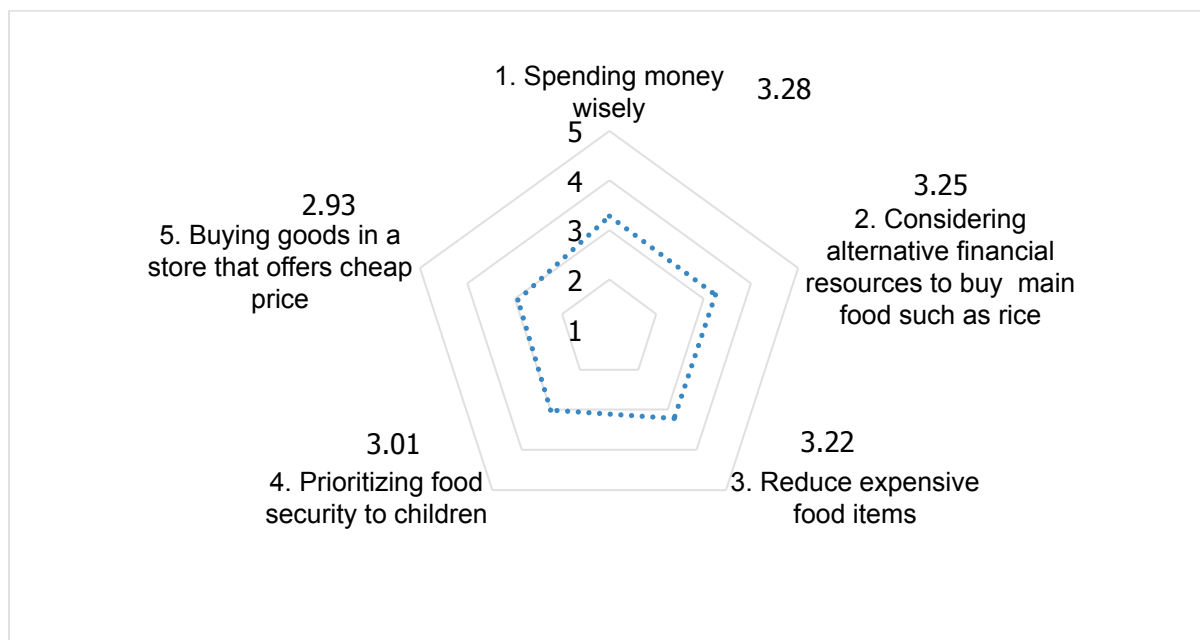 1. Spending money
wisely
3.28
5
4
3
2
1
3.25
2. Considering
alternative financial
resources to buy  main
food such as rice
3.22
3. Reduce expensive
food items
3.01
4. Prioritizing food
security to children
2.93
5. Buying goods in a
store that offers cheap
price